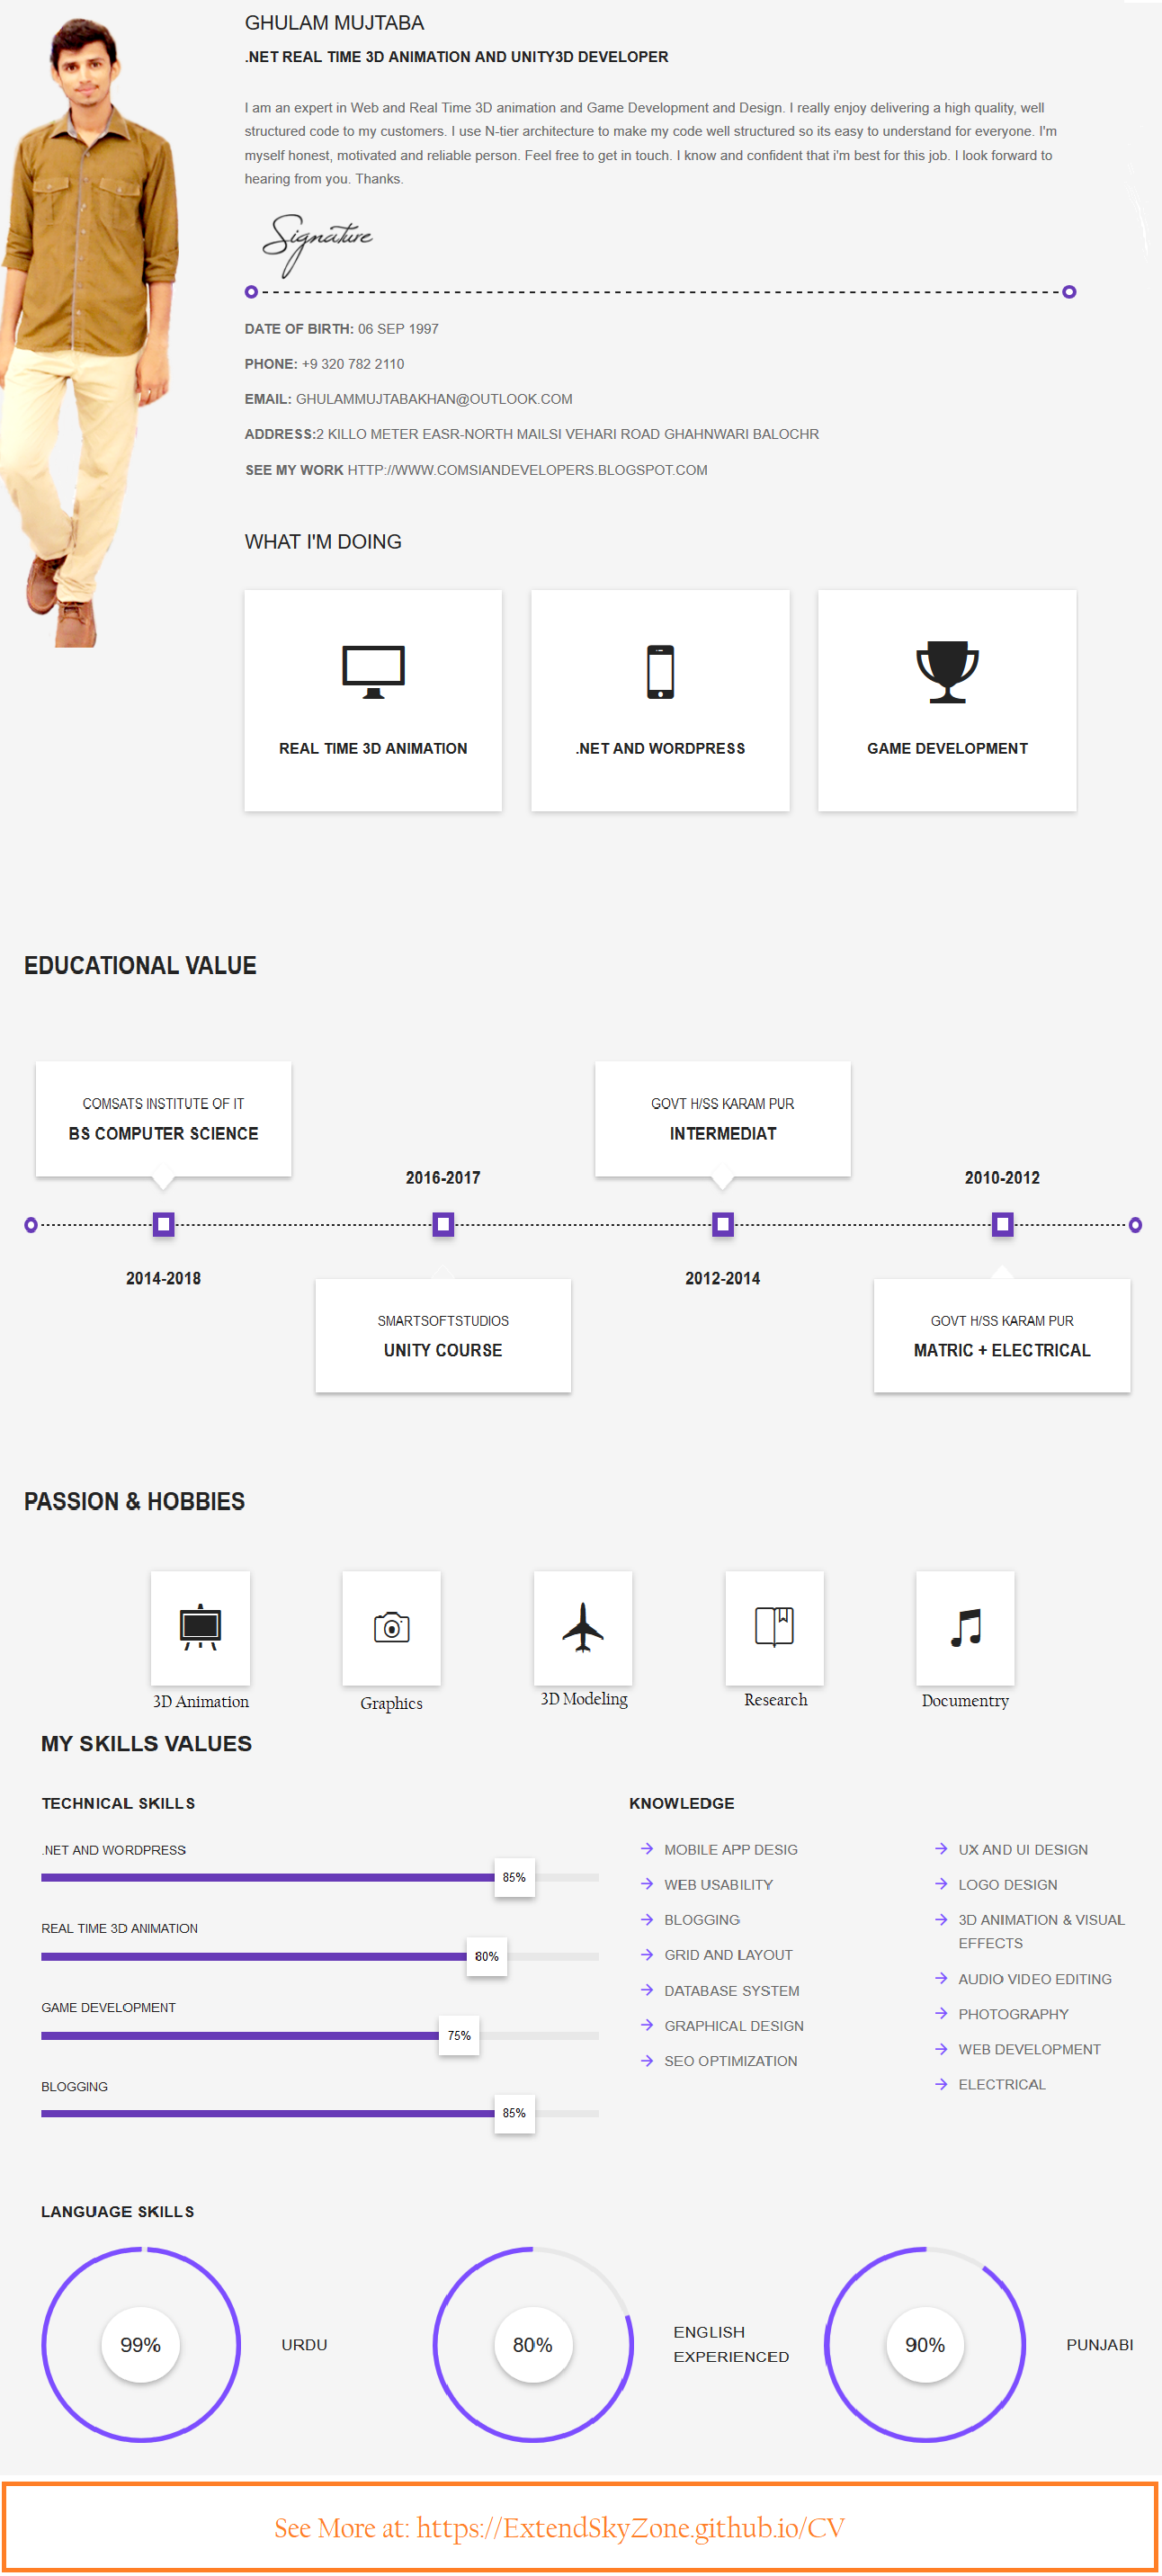 GHULAM MUJTABA
.NET REAL TIME 3D ANIMATION AND UNITY3D DEVELOPER
I am an expert in Web and Real Time 3D animation and Game Development and Design. I really enjoy delivering a high quality, well
structured code to my customers. I use N-tier architecture to make my code well structured so its easy to understand for everyone. I'm
myself honest, motivated and reliable person. Feel free to get in touch. I know and confident that i'm best for this job. I look forward to
hearing from you. Thanks.
Signature
DATE OF BIRTH: 06 SEP 1997
PHONE: +9 320 782 2110
EMAIL: GHULAMMUJTABAKHAN@OUTLOOK.COM
ADDRESS:2 KILLO METER EASR-NORTH MAILSI VEHARI ROAD GHAHNWARI BALOCHR
SEE MY WORK HTTP://WWW.COMSIANDEVELOPERS.BLOGSPOT.COM
WHAT I'M DOING
REAL TIME 3D ANIMATION
.NET AND WORDPRESS
GAME DEVELOPMENT
EDUCATIONAL VALUE
COMSATS INSTITUTE OF IT
BS COMPUTER SCIENCE
2014-2018
2016-2017
SMARTSOFTSTUDIOS
UNITY COURSE
GOVT H/SS KARAM PUR
INTERMEDIAT
2012-2014
2010-2012
GOVT H/SS KARAM PUR
MATRIC + ELECTRICAL
PASSION & HOBBIES
3D Animation
Graphics
3D Modeling
Research
Documentry
MY SKILLS VALUES
TECHNICAL SKILLS
.NET AND WORDPRESS
85%
REAL TIME 3D ANIMATION
80%
GAME DEVELOPMENT
75%
BLOGGING
85%
KNOWLEDGE
MOBILE APP DESIG
WEB USABILITY
BLOGGING
GRID AND LAYOUT
DATABASE SYSTEM
GRAPHICAL DESIGN
SEO OPTIMIZATION
UX AND UI DESIGN
LOGO DESIGN
3D ANIMATION & VISUAL
EFFECTS
AUDIO VIDEO EDITING
PHOTOGRAPHY
WEB DEVELOPMENT
ELECTRICAL
LANGUAGE SKILLS
99%
URDU
80%
ENGLISH
EXPERIENCED
90%
PUNJABI
See More at: https://ExtendSkyZone.github.io/CV